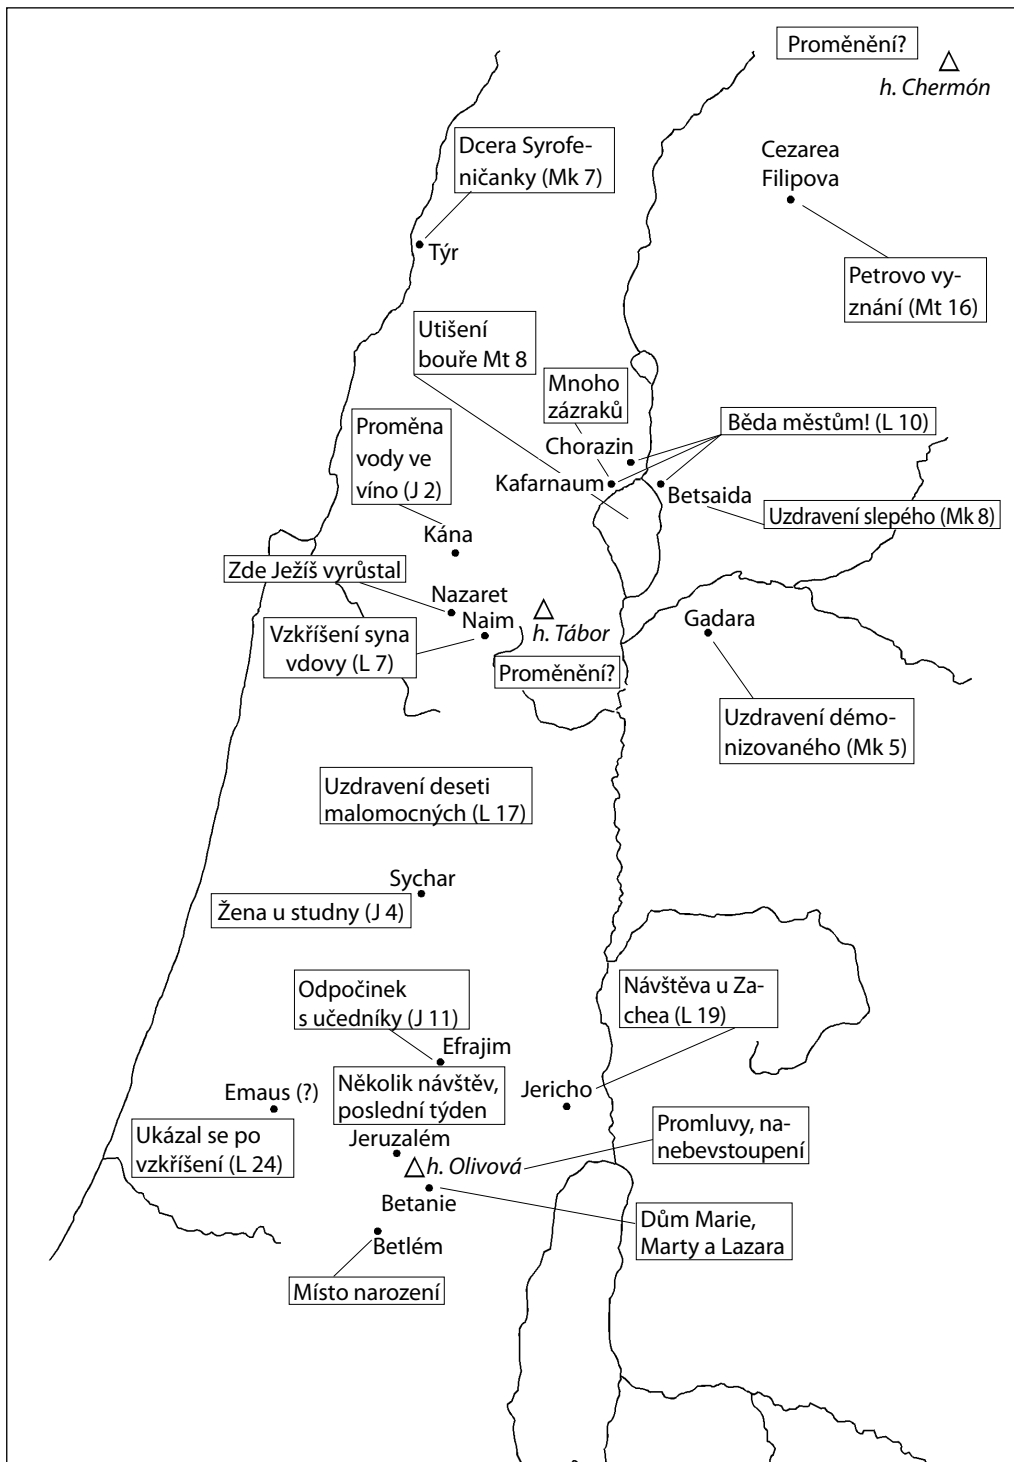 Proměnění?
h. Chermón
Dcera Syrofe-
ničanky (Mk 7)
Cezarea
Filipova
Týr
Petrovo vy-
znání (Mt 16)
Utišení
bouře Mt 8
Mnoho
zázraků
Běda městům! (L 10)
Proměna
vody ve
víno (J 2)
Chorazin
Kafarnaum
Betsaida
Uzdravení slepého (Mk 8)
Kána
Zde Ježíš vyrůstal
Nazaret
Naim
h. Tábor
Gadara
Vzkříšení syna
vdovy (L 7)
Proměnění?
Uzdravení démo-
nizovaného (Mk 5)
Uzdravení deseti
malomocných (L 17)
Sychar
Žena u studny (J 4)
Odpočinek
s učedníky (J 11)
Návštěva u Za-
chea (L 19)
Efrajim
Emaus (?)
Několik návštěv,
poslední týden
Jericho
Ukázal se po
vzkříšení (L 24)
Jeruzalém
Promluvy, na-
nebevstoupení
h. Olivová
Betanie
Dům Marie,
Marty a Lazara
Betlém
Místo narození